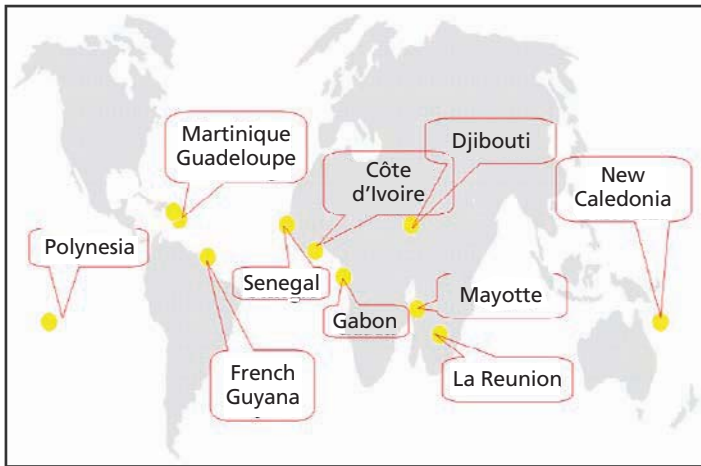 Martinique
Guadeloupe
Djibouti
Côte
d'Ivoire
New
Caledonia
Polynesia
Senegal
Mayotte
Gabon
French
Guyana
La Reunion